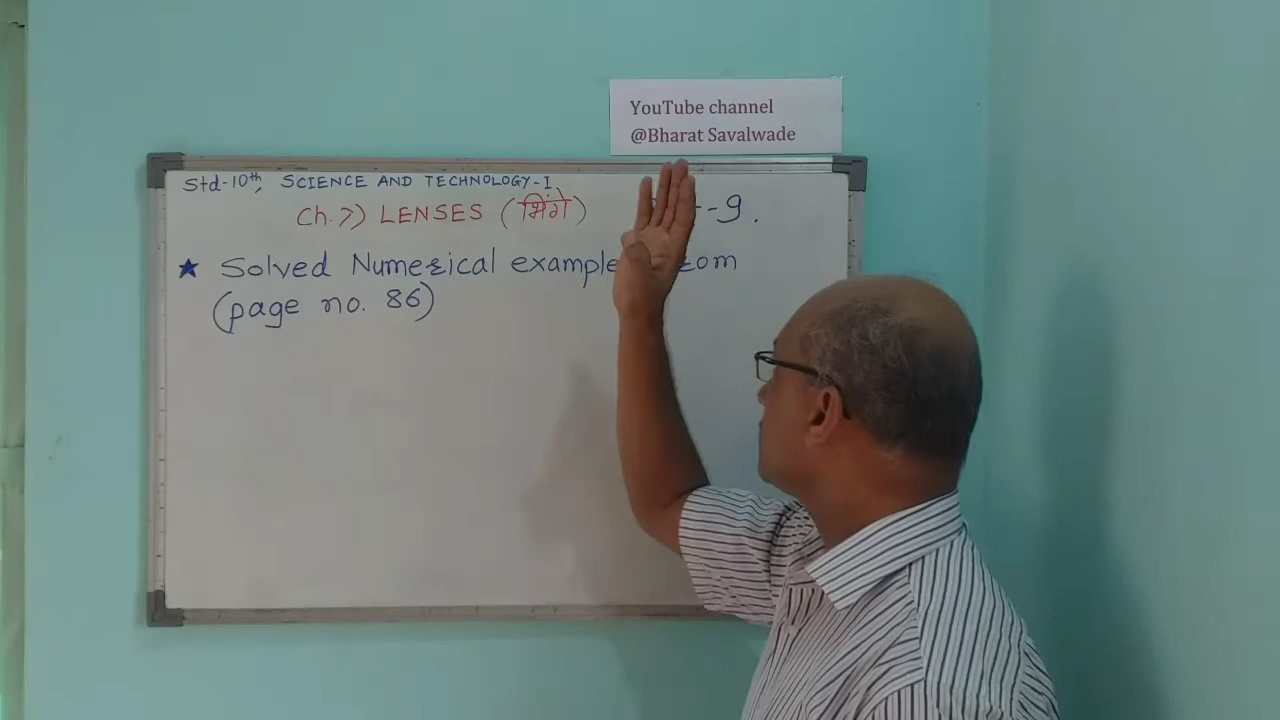 YouTube channel
@Bharat Savalwade
Std-10th, SCIENCE AND TECHNOLOGY-I
Ch.7) LENSES (भिंगे) -9.
★ Solved Numerical example
(page no. 86)